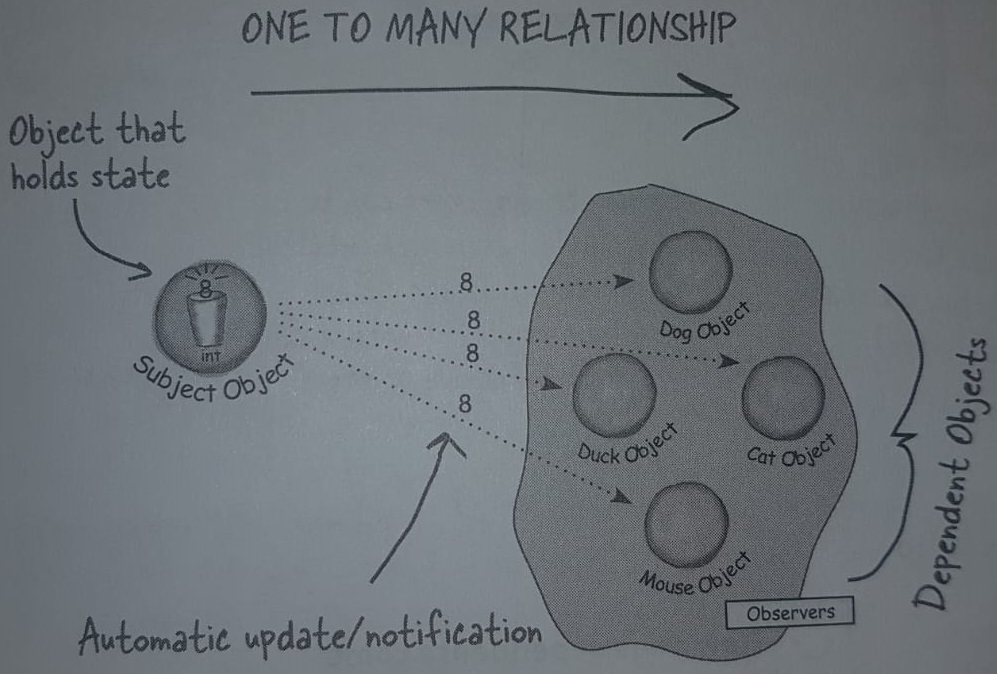 ONE TO MANY RELATIONSHIP
Object that
holds state
8
int
Subject Object
8
8
8
8
Dog Object
Duck Object
Cat Object
Mouse Object
Observers
Dependent Objects
Automatic update/notification